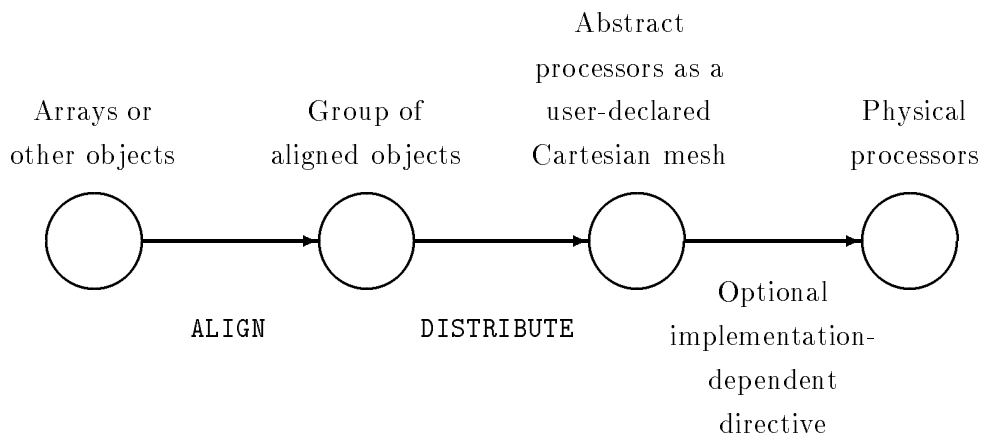 Arrays or
other objects
Group of
aligned objects
Abstract
processors as a
user-declared
Cartesian mesh
Physical
processors
ALIGN
DISTRIBUTE
Optional
implementation-
dependent
directive